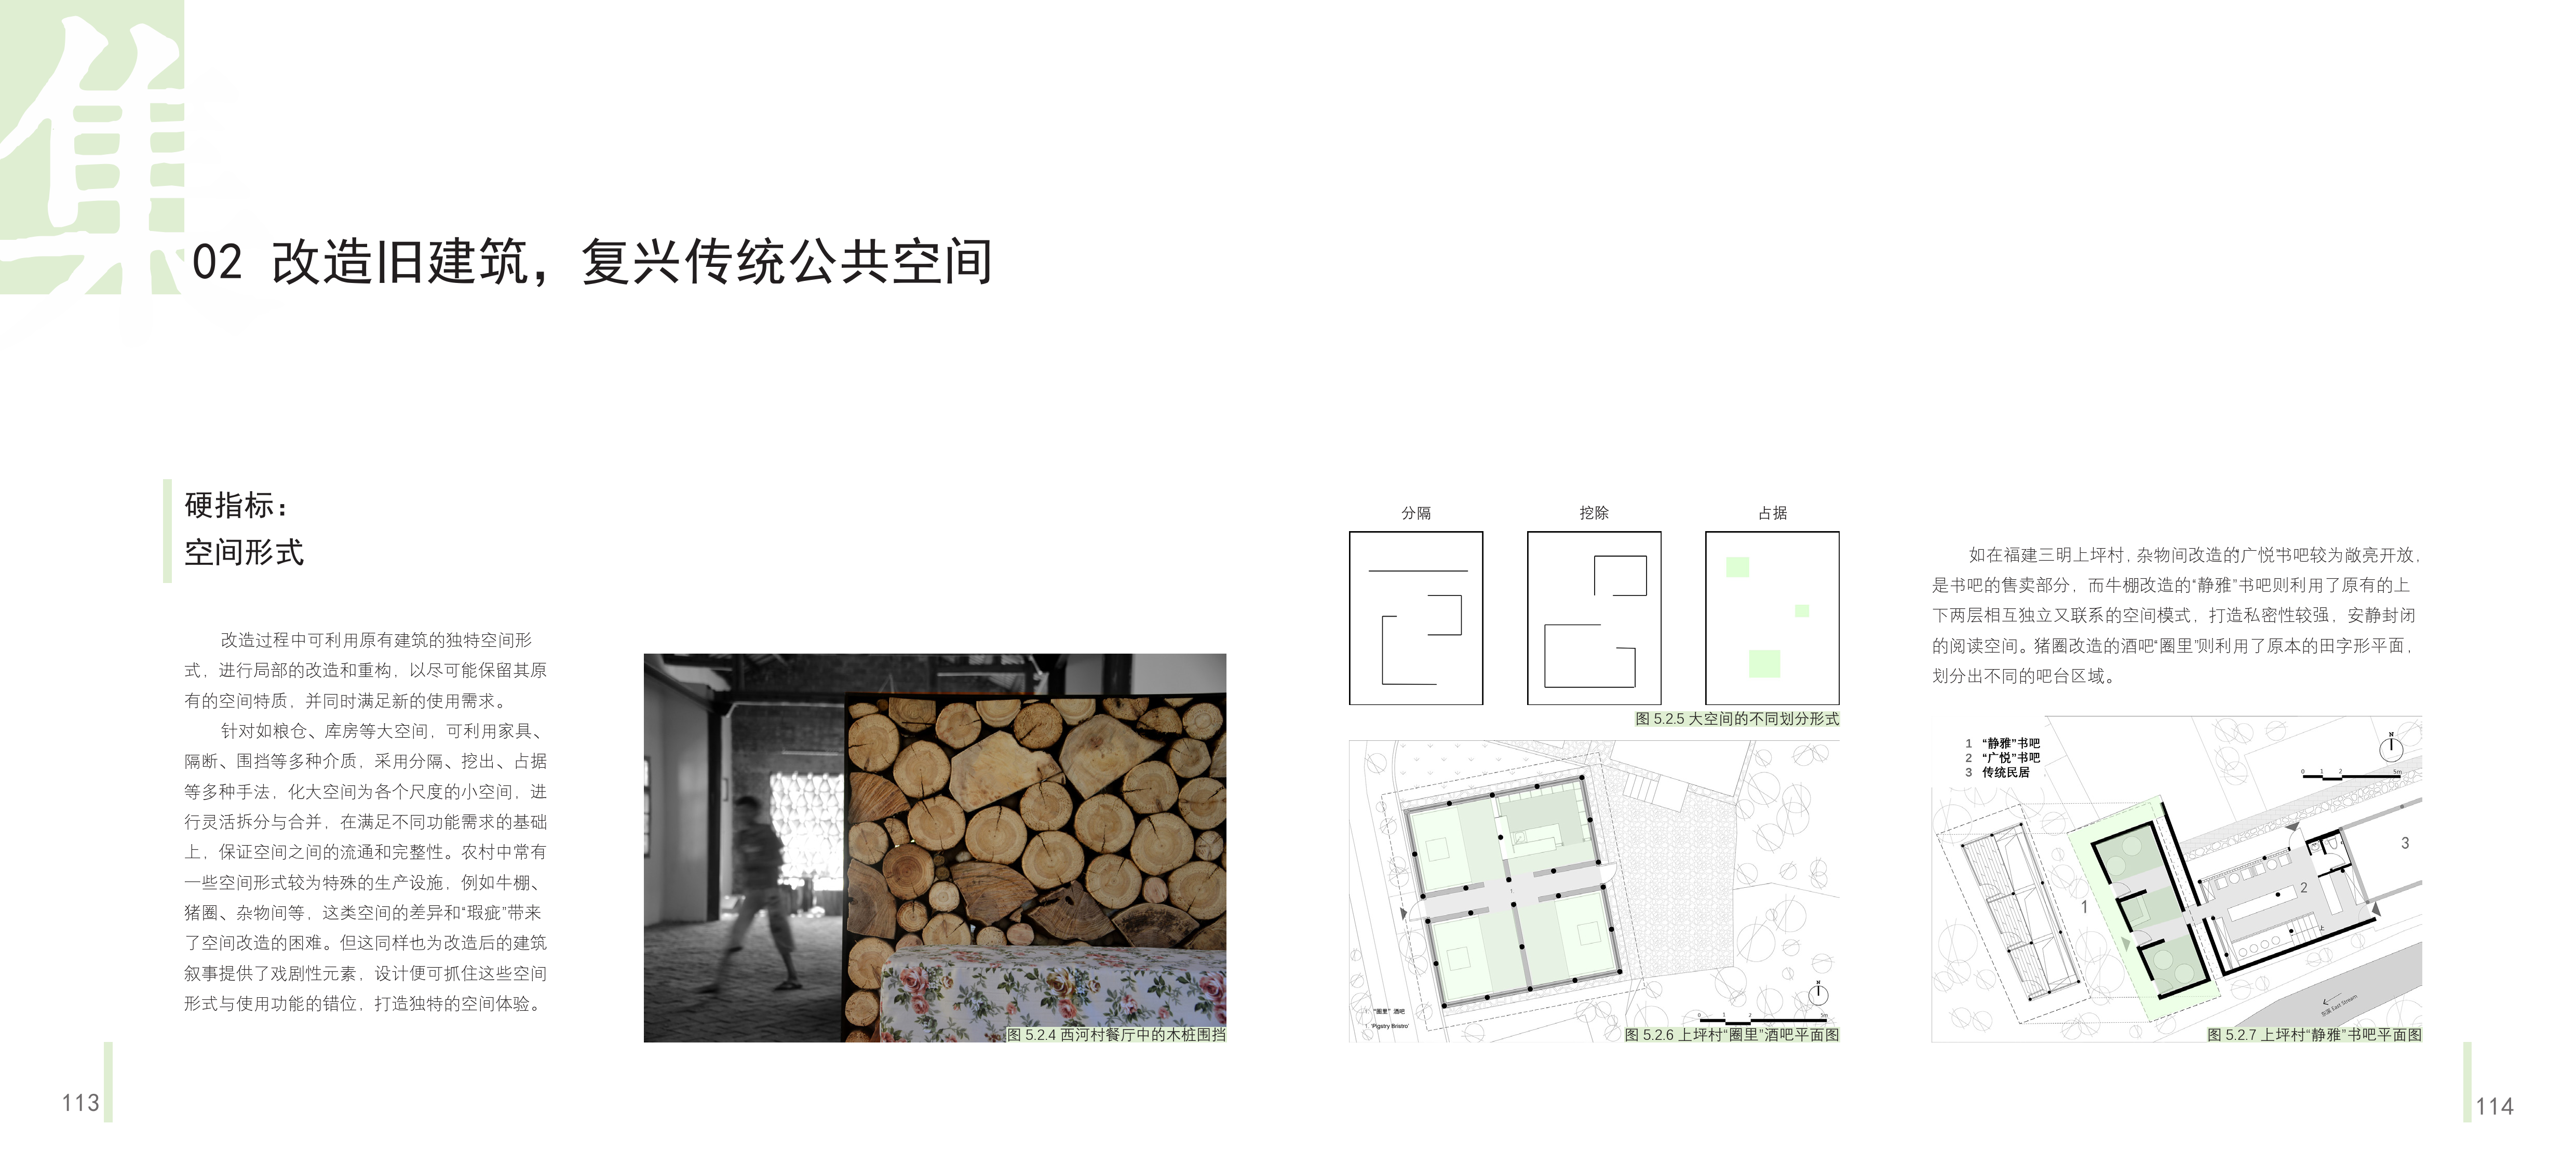 集
02 改造旧建筑，复兴传统公共空间
硬指标：
空间形式
改造过程中可利用原有建筑的独特空间形
式，进行局部的改造和重构，以尽可能保留其原
有的空间特质，并同时满足新的使用需求。
针对如粮仓、库房等大空间，可利用家具、
隔断、围挡等多种介质，采用分隔、挖出、占据
等多种手法，化大空间为各个尺度的小空间，进
行灵活拆分与合并，在满足不同功能需求的基础
上，保证空间之间的流通和完整性。农村中常有
一些空间形式较为特殊的生产设施，例如牛棚、
猪圈、杂物间等，这类空间的差异和“瑕疵”带来
了空间改造的困难。但这同样也为改造后的建筑
叙事提供了戏剧性元素，设计便可抓住这些空间
形式与使用功能的错位，打造独特的空间体验。
图 5.2.4 西河村餐厅中的木桩围挡
113
分隔
挖除
占据
图 5.2.5 大空间的不同划分形式
N
0 1 2 5m
“圈里” 酒吧
'Pigstry Bristro'
图 5.2.6 上坪村“圈里”酒吧平面图
如在福建三明上坪村，杂物间改造的广悦书吧较为敞亮开放，
是书吧的售卖部分，而牛棚改造的“静雅”书吧则利用了原有的上
下两层相互独立又联系的空间模式，打造私密性较强，安静封闭
的阅读空间。猪圈改造的酒吧“圈里”则利用了原本的田字形平面，
划分出不同的吧台区域。
1 “静雅”书吧
2 “广悦”书吧
3 传统民居
N
0 1 2 5m
3
2
1
上
东溪 East Stream
图 5.2.7 上坪村“静雅”书吧平面图
114